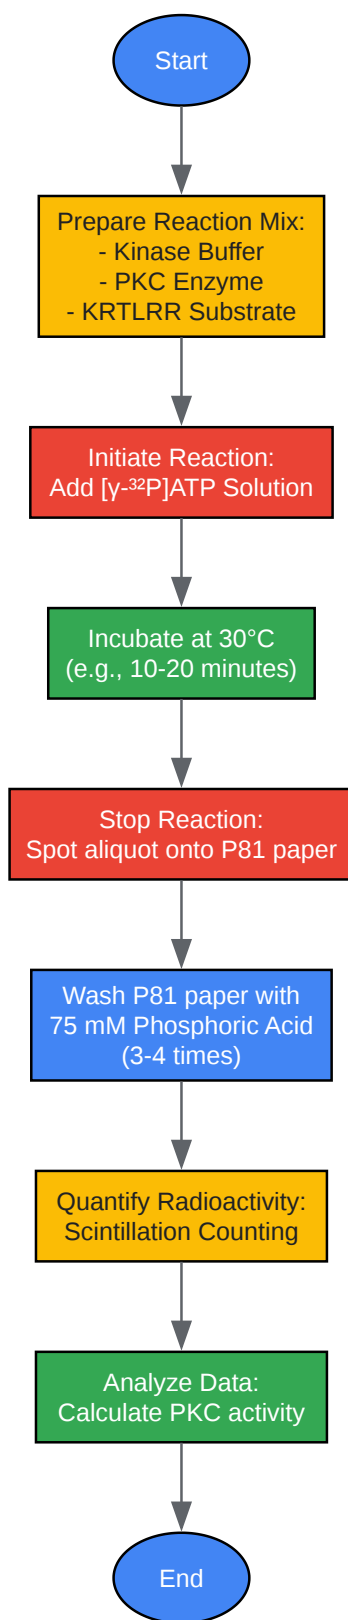 Start
Prepare Reaction Mix:
- Kinase Buffer
- PKC Enzyme
- KRTLRR Substrate
Initiate Reaction:
Add [γ-³²P]ATP Solution
Incubate at 30°C
(e.g., 10-20 minutes)
Stop Reaction:
Spot aliquot onto P81 paper
Wash P81 paper with
75 mM Phosphoric Acid
(3-4 times)
Quantify Radioactivity:
Scintillation Counting
Analyze Data:
Calculate PKC activity
End